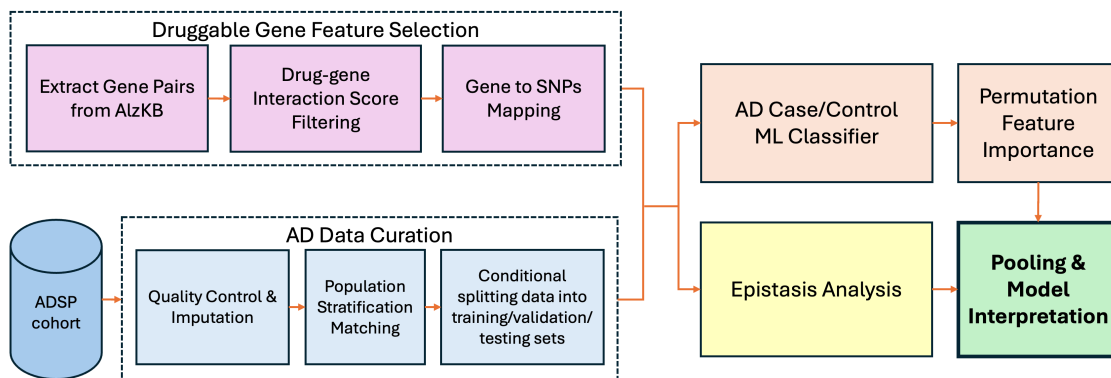 Druggable Gene Feature Selection
Extract Gene Pairs
from AlzKB
Drug-gene
Interaction Score
Filtering
Gene to SNPs
Mapping
AD Case/Control
ML Classifier
Permutation
Feature
Importance
ADSP
cohort
AD Data Curation
Quality Control &
Imputation
Population
Stratification
Matching
Conditional
splitting data into
training/validation/
testing sets
Epistasis Analysis
Pooling &
Model
Interpretation